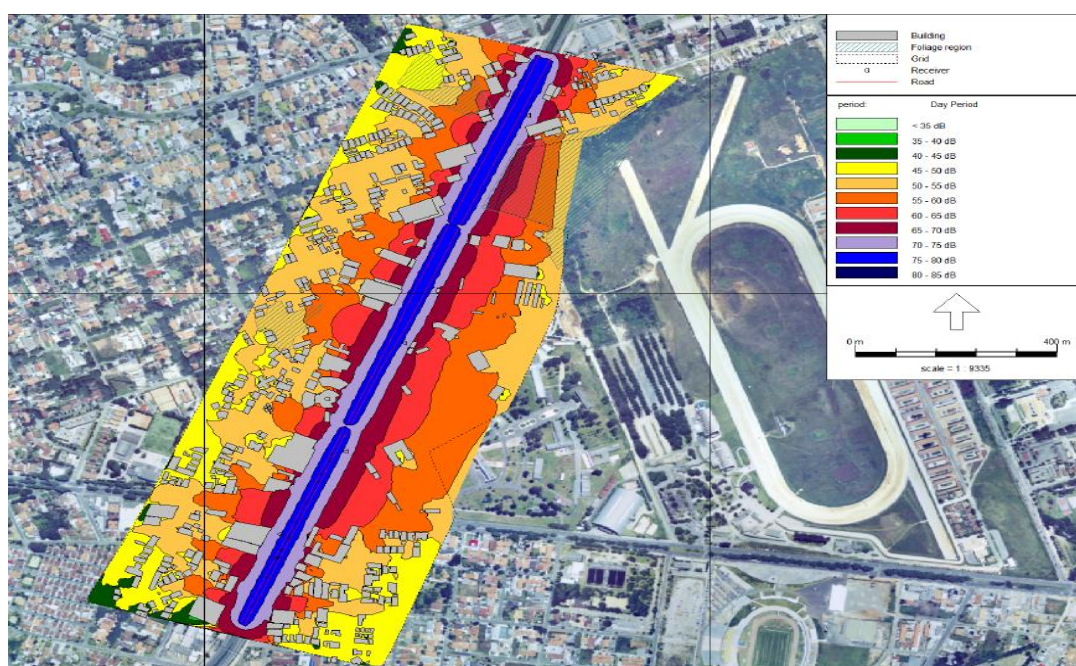 Building
Foliage region
Grid
Receiver
Road
period: Day Period
< 35 dB
35 - 40 dB
40 - 45 dB
45 - 50 dB
50 - 55 dB
55 - 60 dB
60 - 65 dB
65 - 70 dB
70 - 75 dB
75 - 80 dB
80 - 85 dB
0 m 400 m
scale = 1 : 9335